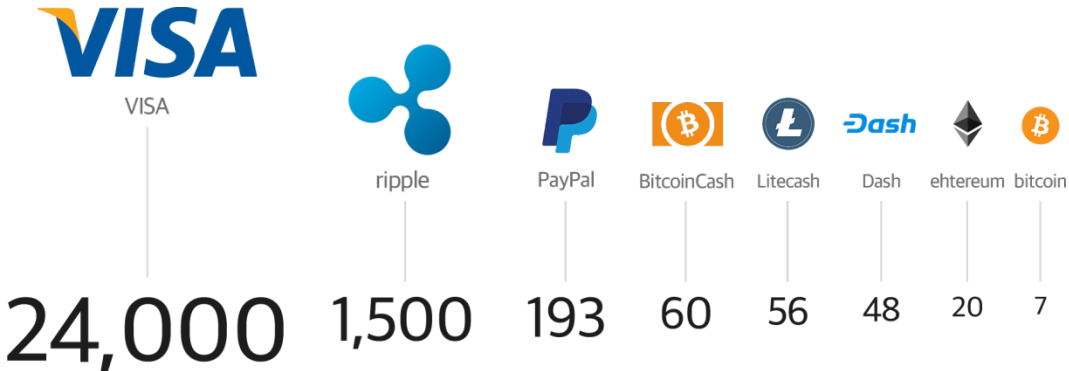 VISA
VISA
ripple
PayPal
BitcoinCash
Litecash
Dash
Dash
ehtereum
bitcoin
24,000
1,500
193
60
56
48
20
7